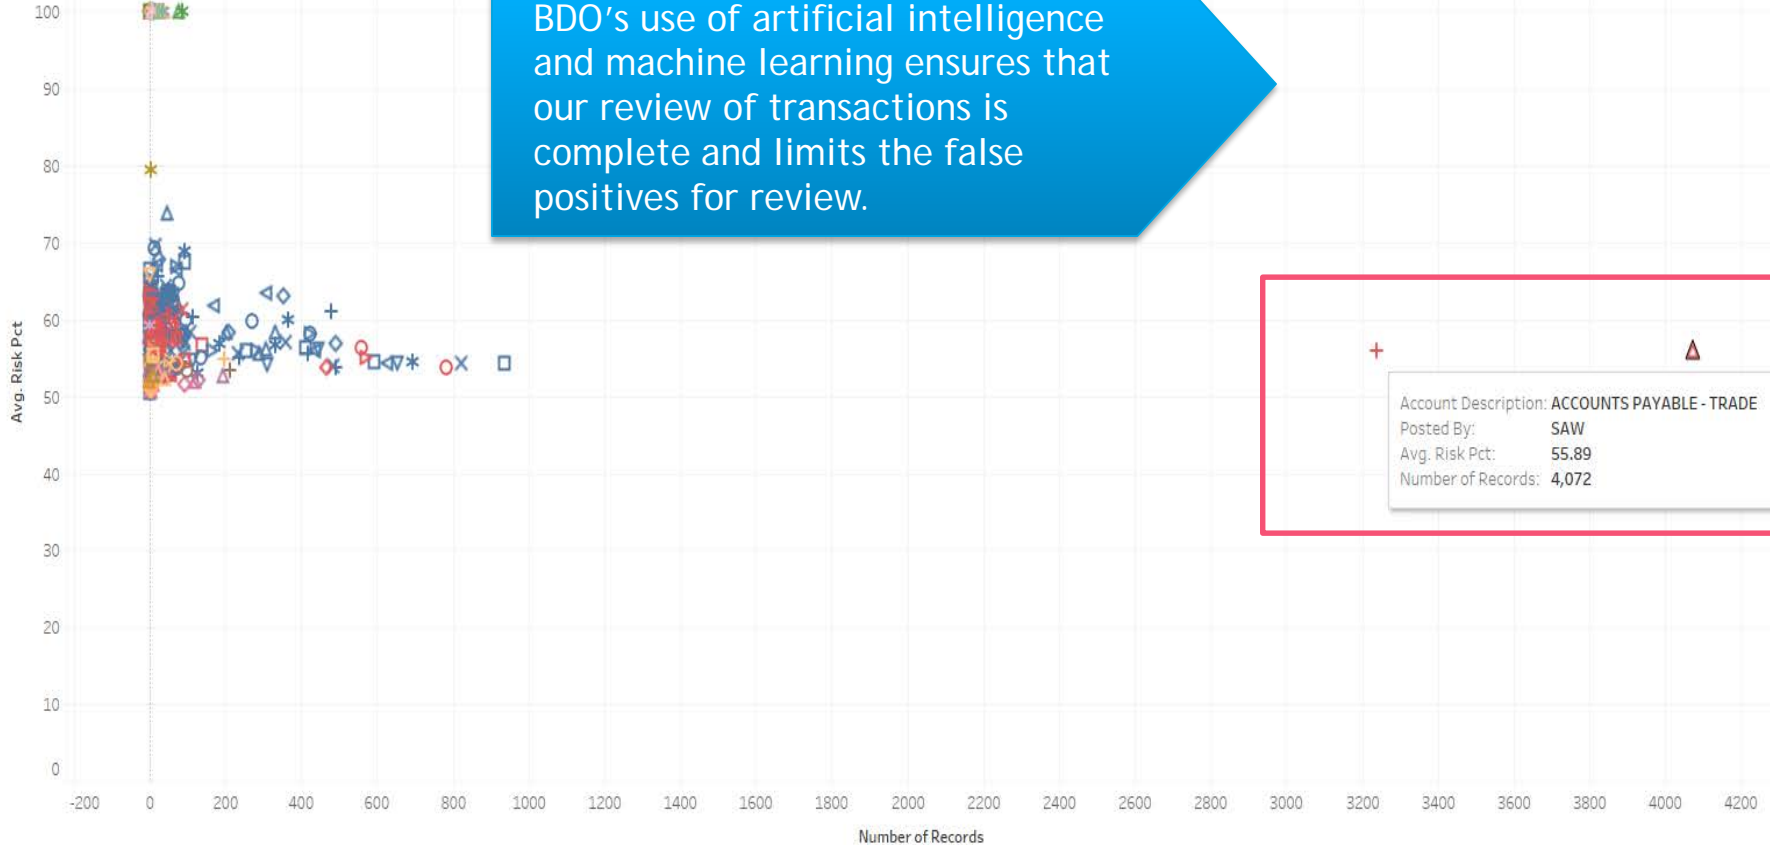 BDO's use of artificial intelligence
and machine learning ensures that
our review of transactions is
complete and limits the false
positives for review.
100
90
80
70
60
50
40
30
20
10
0
Avg. Risk Pct
Account Description: ACCOUNTS PAYABLE - TRADE
Posted By: SAW
Avg. Risk Pct: 55.89
Number of Records: 4,072
-200 0 200 400 600 800 1000 1200 1400 1600 1800 2000 2200 2400 2600 2800 3000 3200 3400 3600 3800 4000 4200
Number of Records